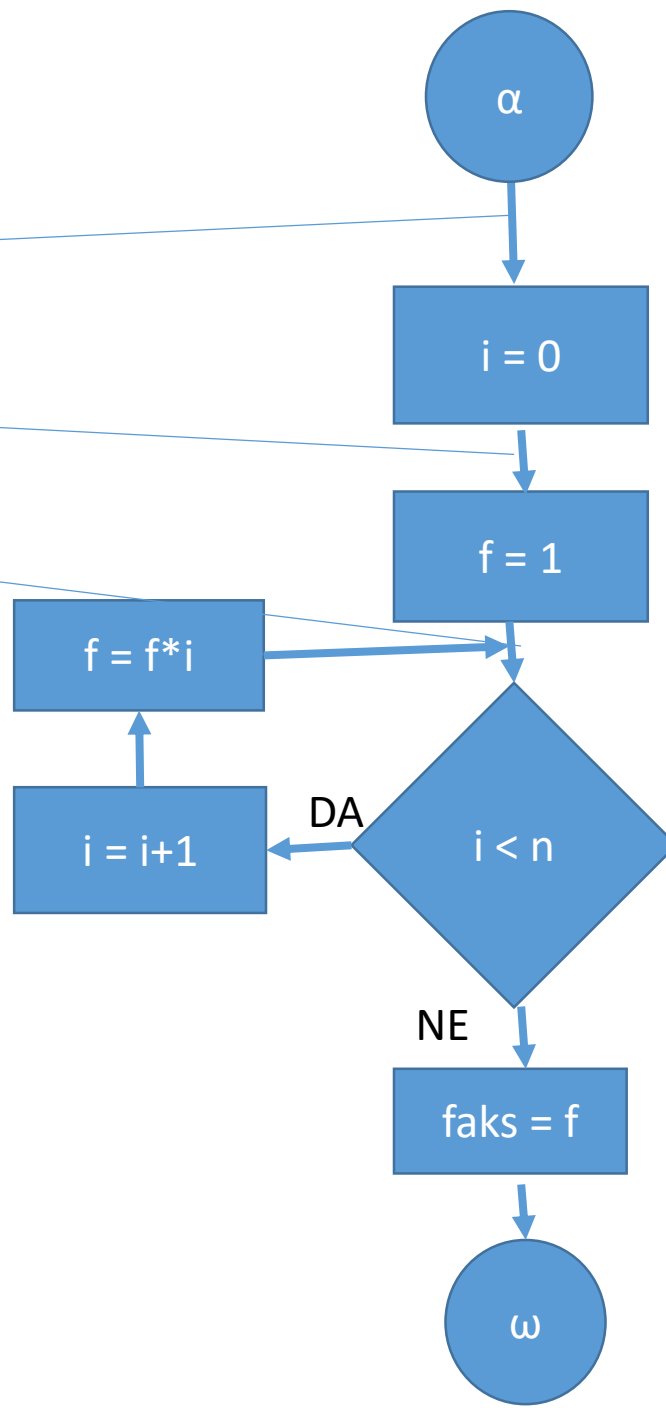 α
i = 0
f = 1
f = f*i
i = i+1
DA
i < n
NE
faks = f
ω